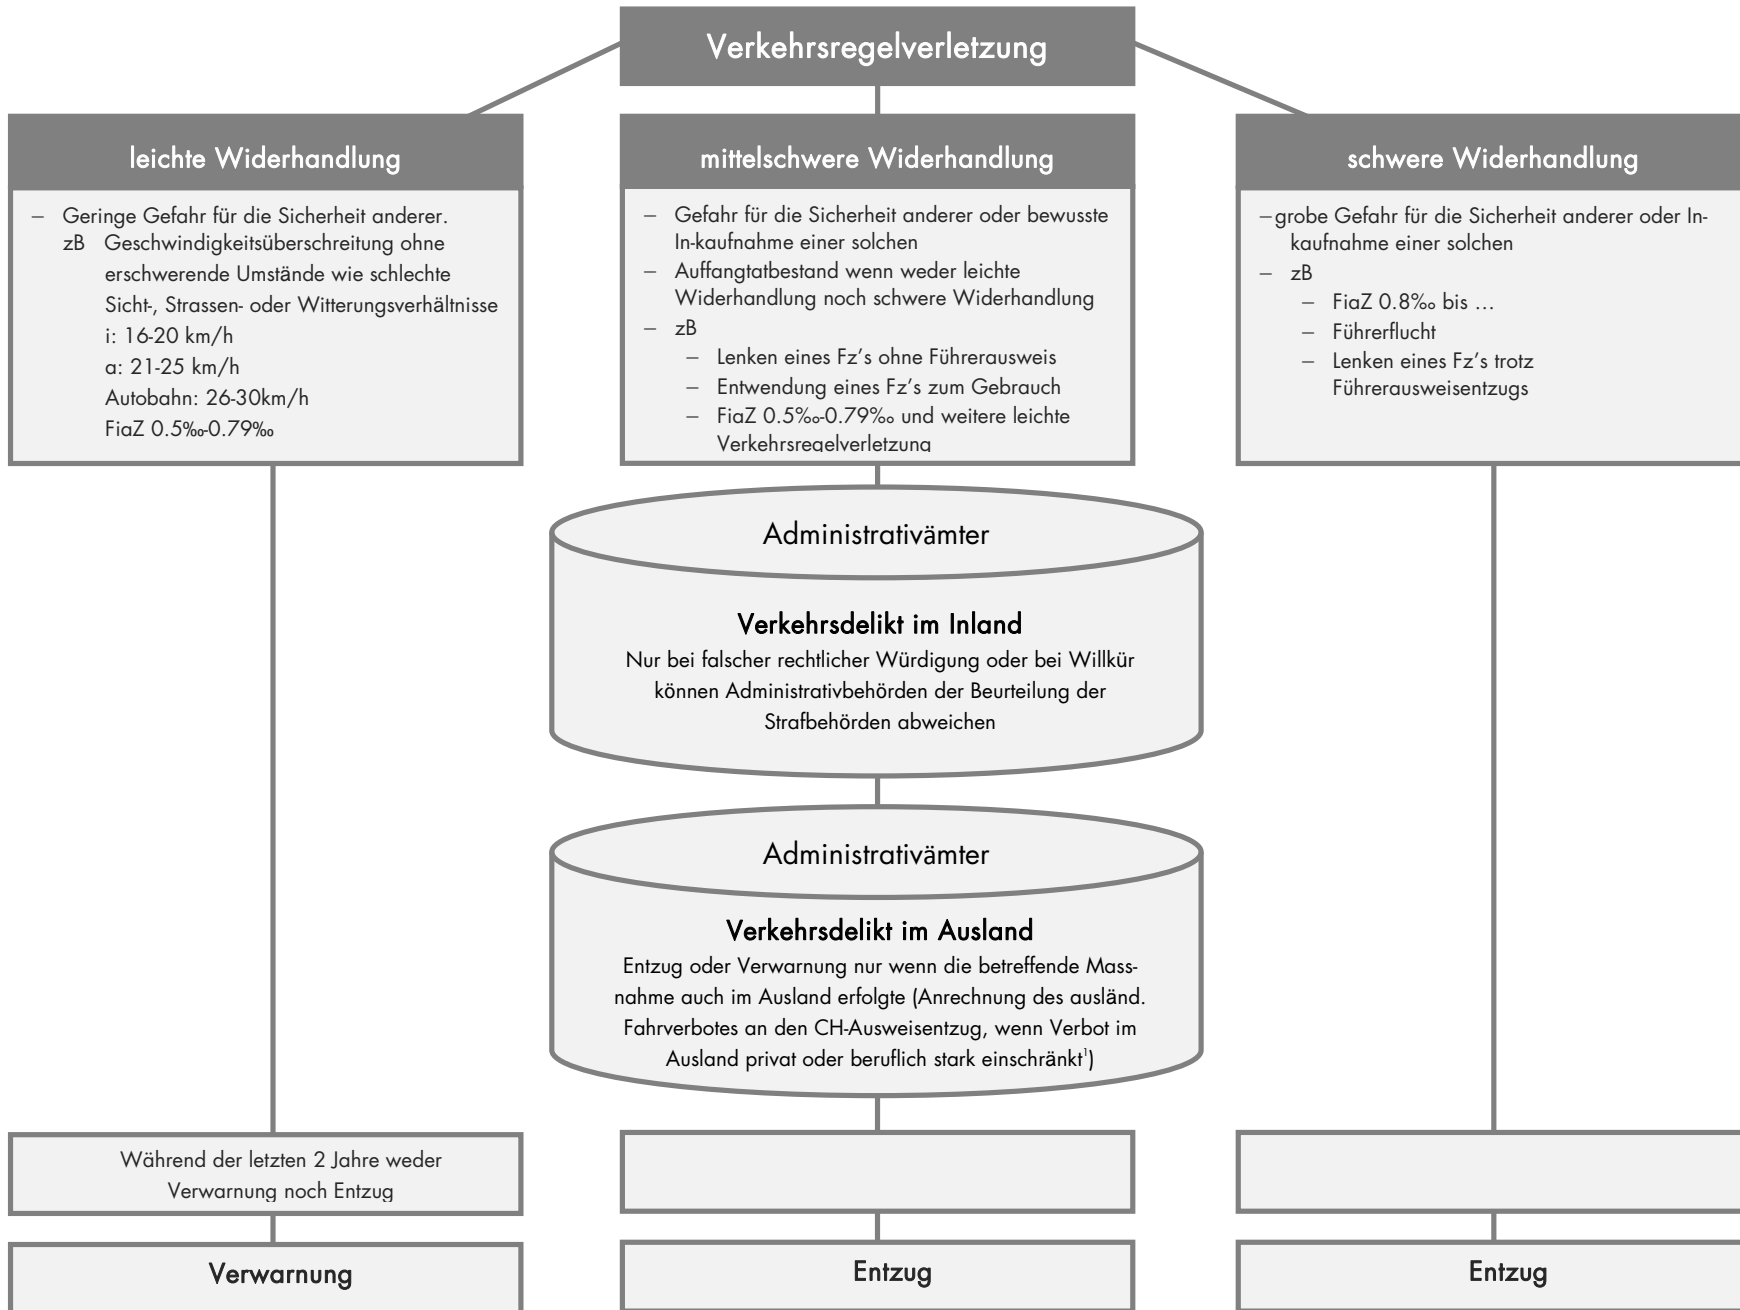 Verkehrsregelverletzung
leichte Widerhandlung
– Geringe Gefahr für die Sicherheit anderer.
zB Geschwindigkeitsüberschreitung ohne
erschwerende Umstände wie schlechte
Sicht-, Strassen- oder Witterungsverhältnisse
i: 16-20 km/h
a: 21-25 km/h
Autobahn: 26-30km/h
FiaZ 0.5‰-0.79‰
mittelschwere Widerhandlung
– Gefahr für die Sicherheit anderer oder bewusste
In-kaufnahme einer solchen
– Auffangtatbestand wenn weder leichte
Widerhandlung noch schwere Widerhandlung
– zB
– Lenken eines Fz's ohne Führerausweis
– Entwendung eines Fz's zum Gebrauch
– FiaZ 0.5‰-0.79‰ und weitere leichte
Verkehrsregelverletzung
schwere Widerhandlung
– grobe Gefahr für die Sicherheit anderer oder In-
kaufnahme einer solchen
– zB
– FiaZ 0.8‰ bis …
– Führerflucht
– Lenken eines Fz's trotz
Führerausweisentzugs
Administrativämter
Verkehrsdelikt im Inland
Nur bei falscher rechtlicher Würdigung oder bei Willkür
können Administrativbehörden der Beurteilung der
Strafbehörden abweichen
Administrativämter
Verkehrsdelikt im Ausland
Entzug oder Verwarnung nur wenn die betreffende Mass-
nahme auch im Ausland erfolgte (Anrechnung des ausländ.
Fahrverbotes an den CH-Ausweisentzug, wenn Verbot im
Ausland privat oder beruflich stark einschränkt¹)
Während der letzten 2 Jahre weder
Verwarnung noch Entzug
Verwarnung
Entzug
Entzug